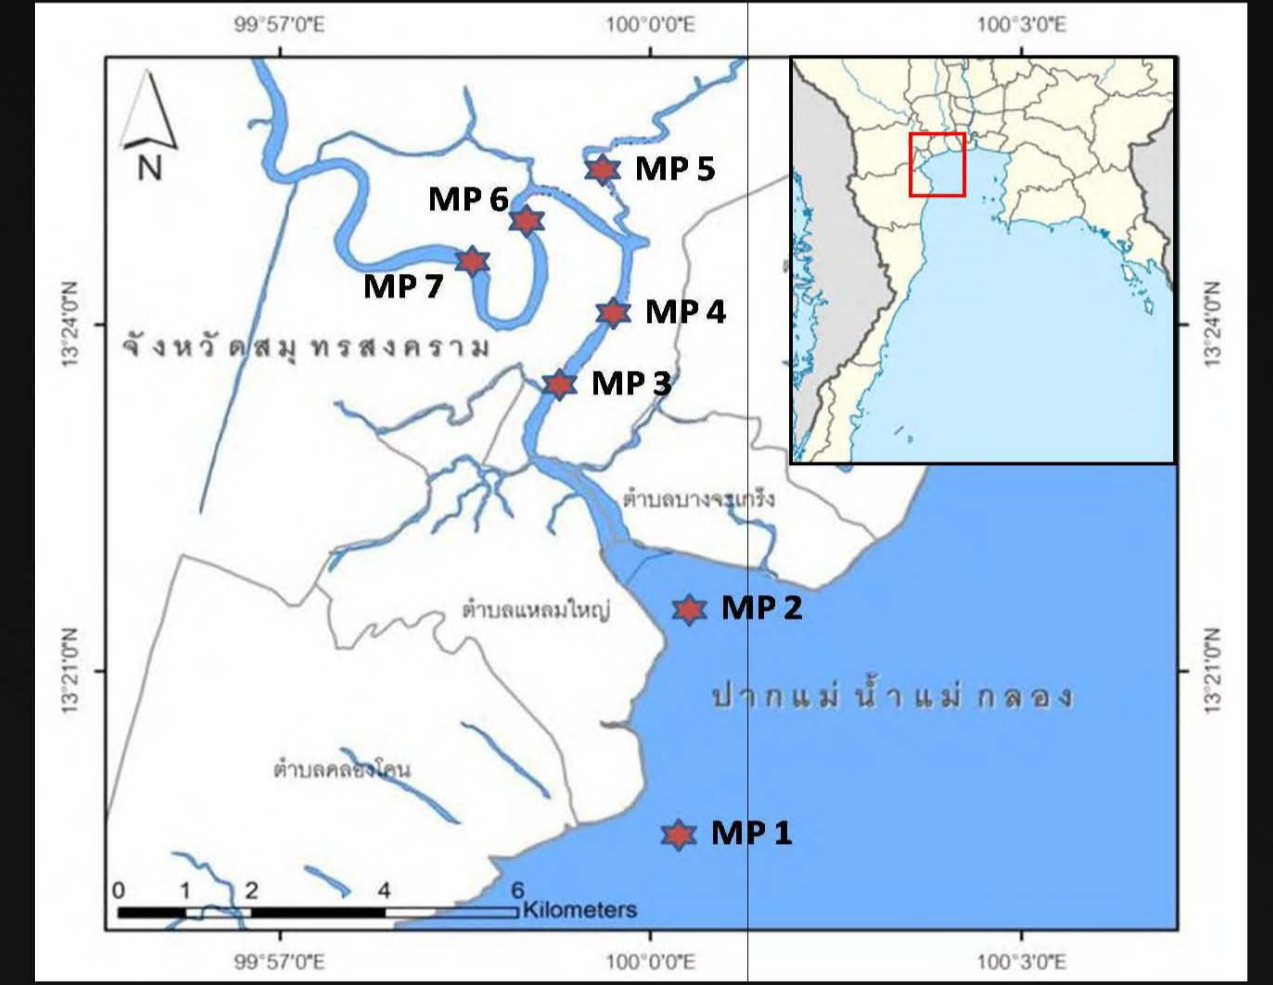 99°57'0"E 100°0'0"E 100°3'0"E
N
MP 5
MP 6
MP 7
13°24'0"N
13°24'0"N
MP 4
จังหวัดสมุทรสงคราม
MP 3
ตำบลบางจะเกร็ง
ตำบลแหลมใหญ่
MP 2
13°21'0"N
13°21'0"N
ปากแม่น้ำแม่กลอง
ตำบลคลองโคน
MP 1
0 1 2 4 6
Kilometers
99°57'0"E 100°0'0"E 100°3'0"E